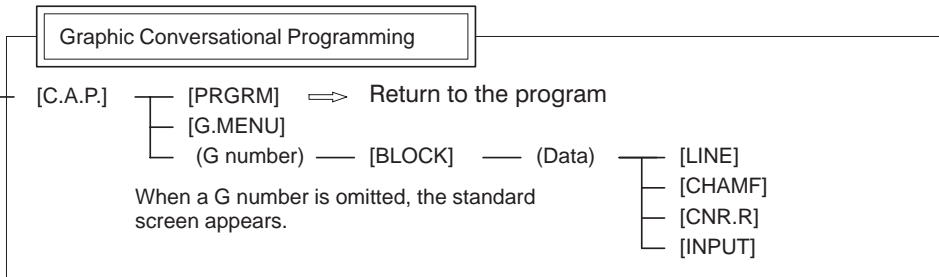 Graphic Conversational Programming
[C.A.P.] [PRGRM] Return to the program
[G.MENU]
(G number) [BLOCK] (Data) [LINE]
When a G number is omitted, the standard
screen appears.
[CHAMF]
[CNR.R]
[INPUT]